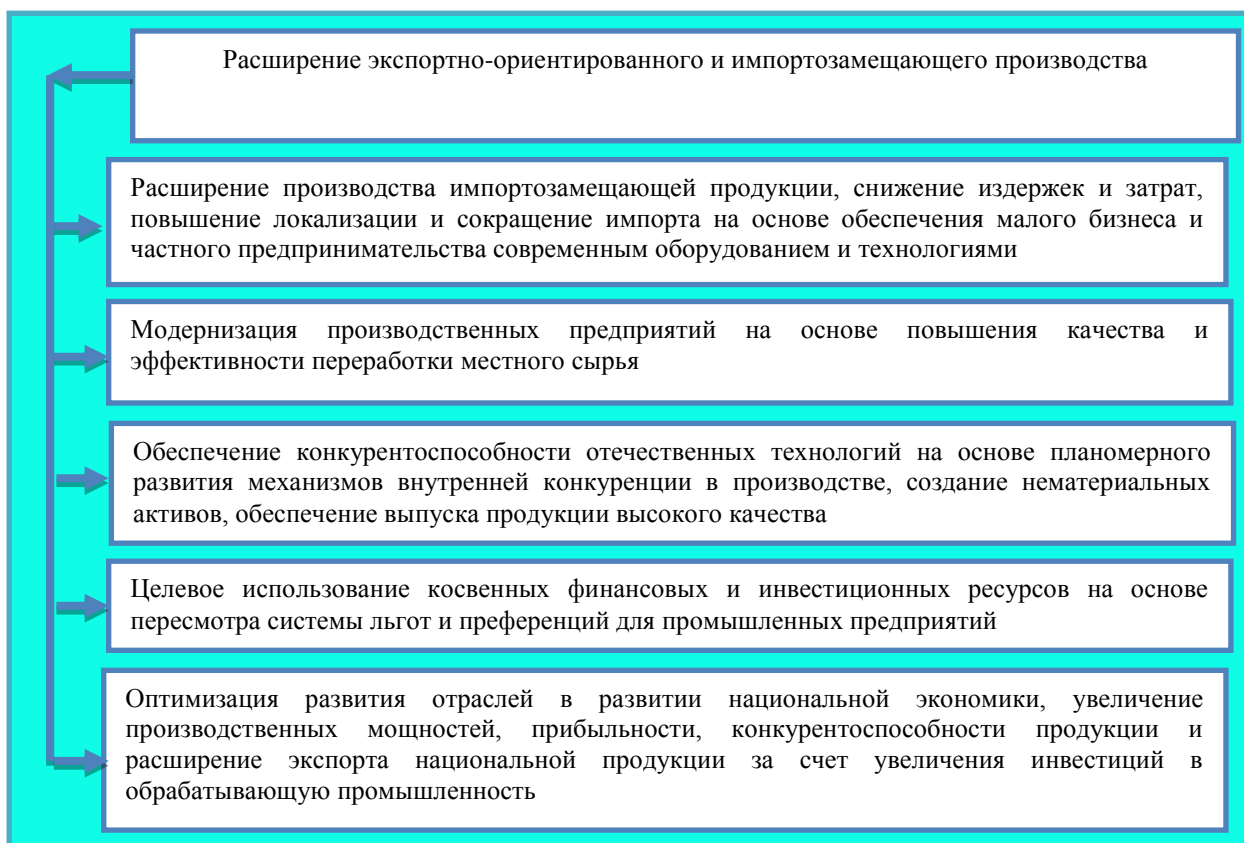 Расширение экспортно-ориентированного и импортозамещающего производства
Расширение производства импортозамещающей продукции, снижение издержек и затрат,
повышение локализации и сокращение импорта на основе обеспечения малого бизнеса и
частного предпринимательства современным оборудованием и технологиями
Модернизация производственных предприятий на основе повышения качества и
эффективности переработки местного сырья
Обеспечение конкурентоспособности отечественных технологий на основе планомерного
развития механизмов внутренней конкуренции в производстве, создание нематериальных
активов, обеспечение выпуска продукции высокого качества
Целевое использование косвенных финансовых и инвестиционных ресурсов на основе
пересмотра системы льгот и преференций для промышленных предприятий
Оптимизация развития отраслей в развитии национальной экономики, увеличение
производственных мощностей, прибыльности, конкурентоспособности продукции и
расширение экспорта национальной продукции за счет увеличения инвестиций в
обрабатывающую промышленность